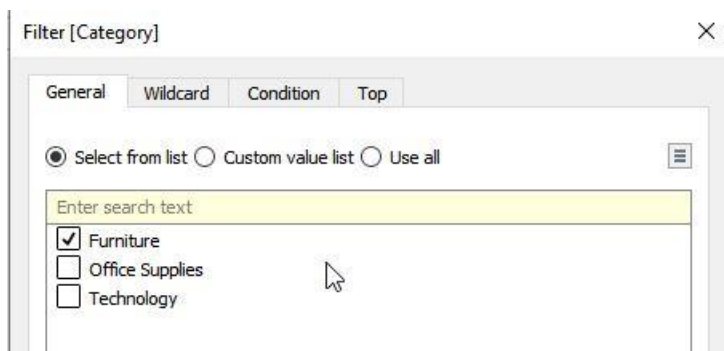 Filter [Category]
General Wildcard Condition Top
Select from list Custom value list Use all
Enter search text
Furniture
Office Supplies
Technology